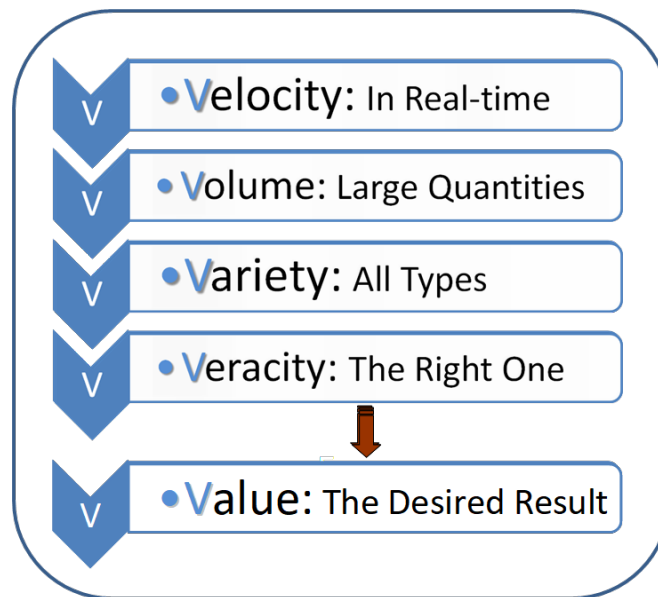 V
• Velocity: In Real-time
V
• Volume: Large Quantities
V
• Variety: All Types
V
• Veracity: The Right One
V
• Value: The Desired Result